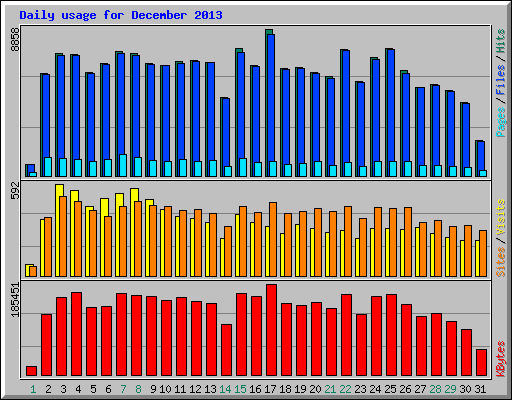 Daily usage for December 2013
8858
Pages / Files / Hits
592
Sites / Visits
185451
KBytes
1 2 3 4 5 6 7 8 9 10 11 12 13 14 15 16 17 18 19 20 21 22 23 24 25 26 27 28 29 30 31